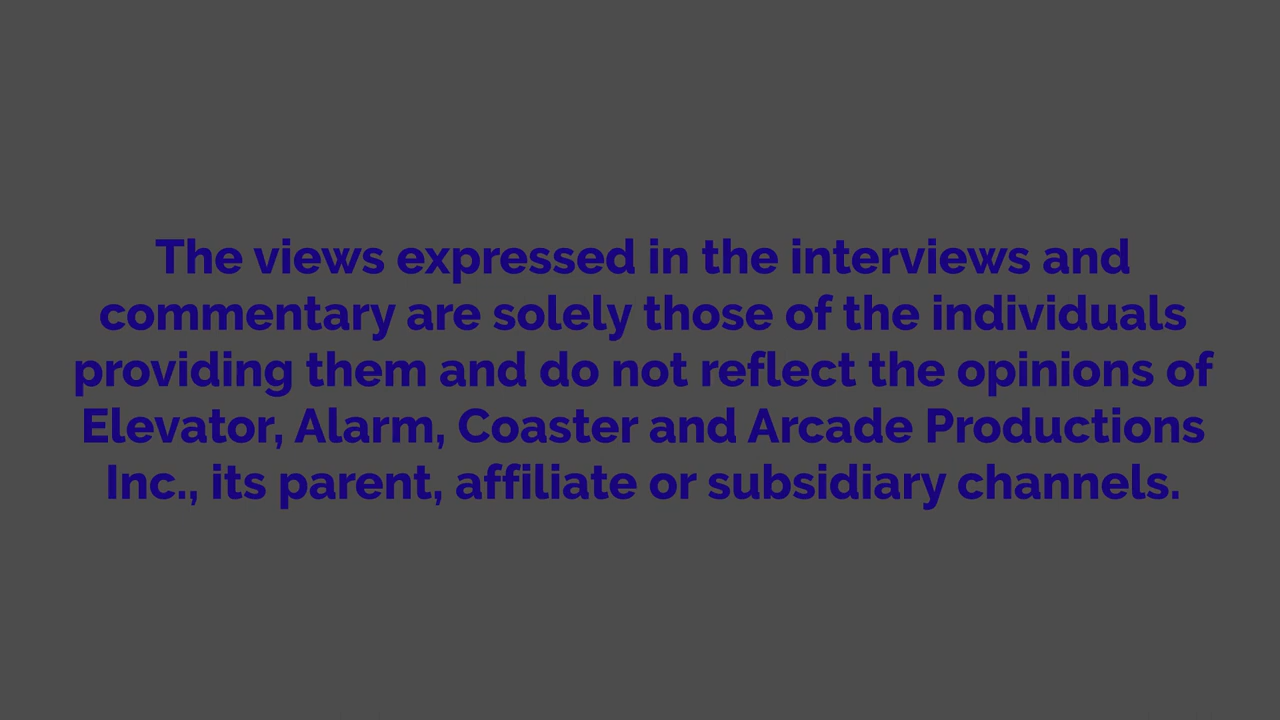 The views expressed in the interviews and
commentary are solely those of the individuals
providing them and do not reflect the opinions of
Elevator, Alarm, Coaster and Arcade Productions
Inc., its parent, affiliate or subsidiary channels.